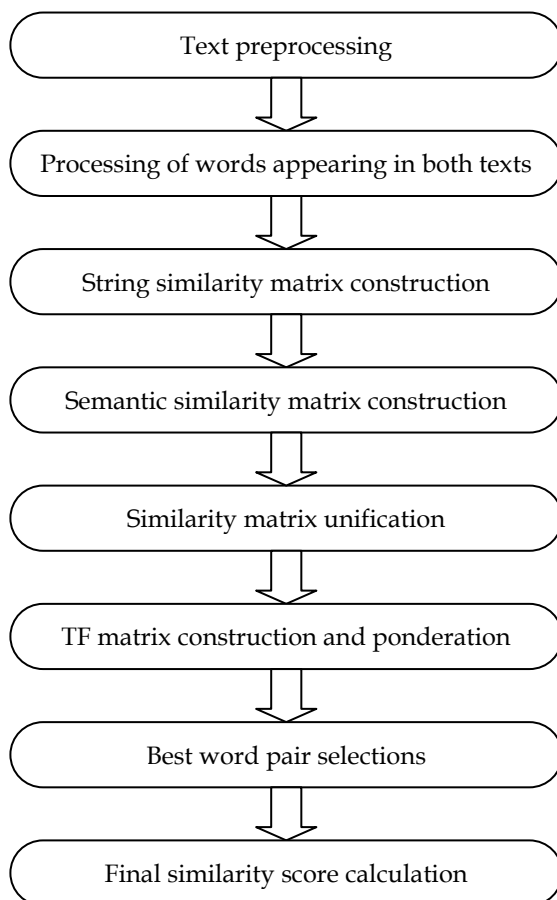 Text preprocessing
Processing of words appearing in both texts
String similarity matrix construction
Semantic similarity matrix construction
Similarity matrix unification
TF matrix construction and ponderation
Best word pair selections
Final similarity score calculation